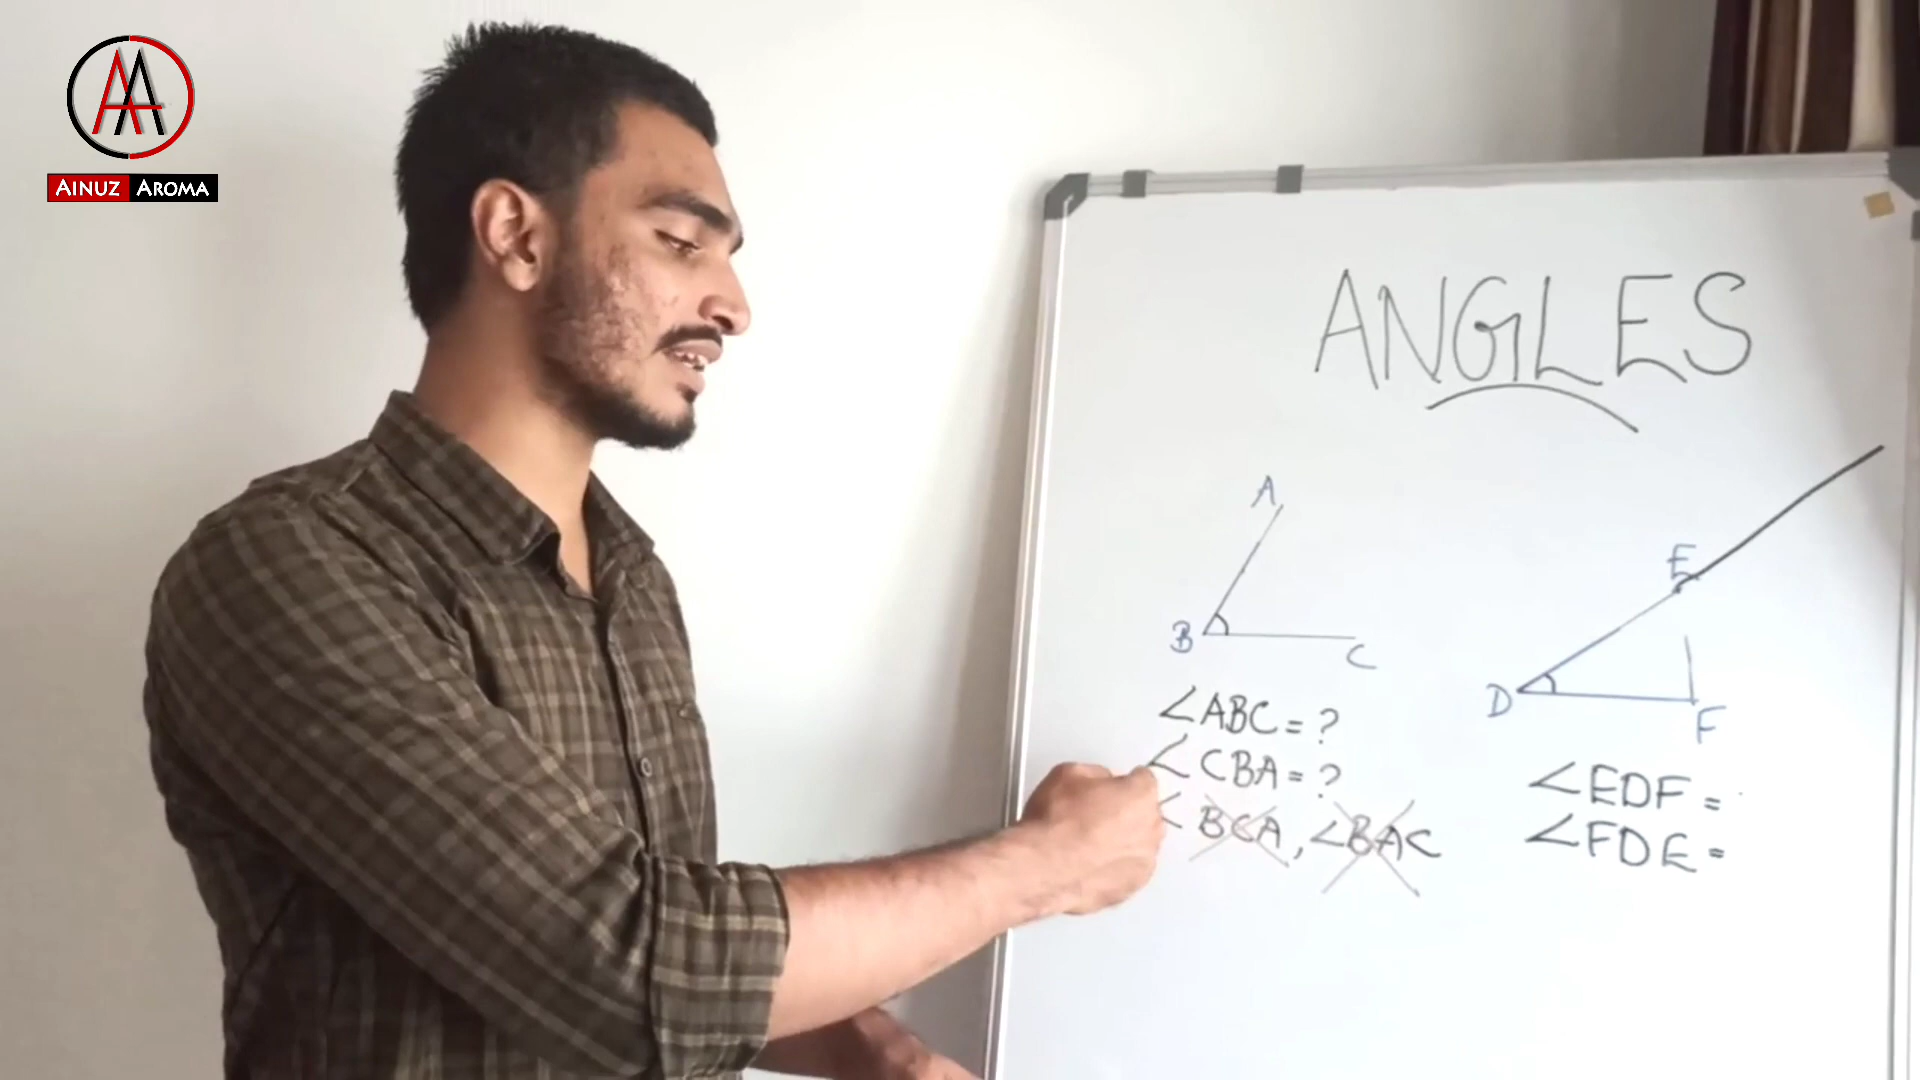 AINUZ AROMA
ANGLES
A
B
C
E
D
F
∠ABC = ?
∠CBA = ?
∠BCA, ∠BAC
∠EDF =
∠FDE =